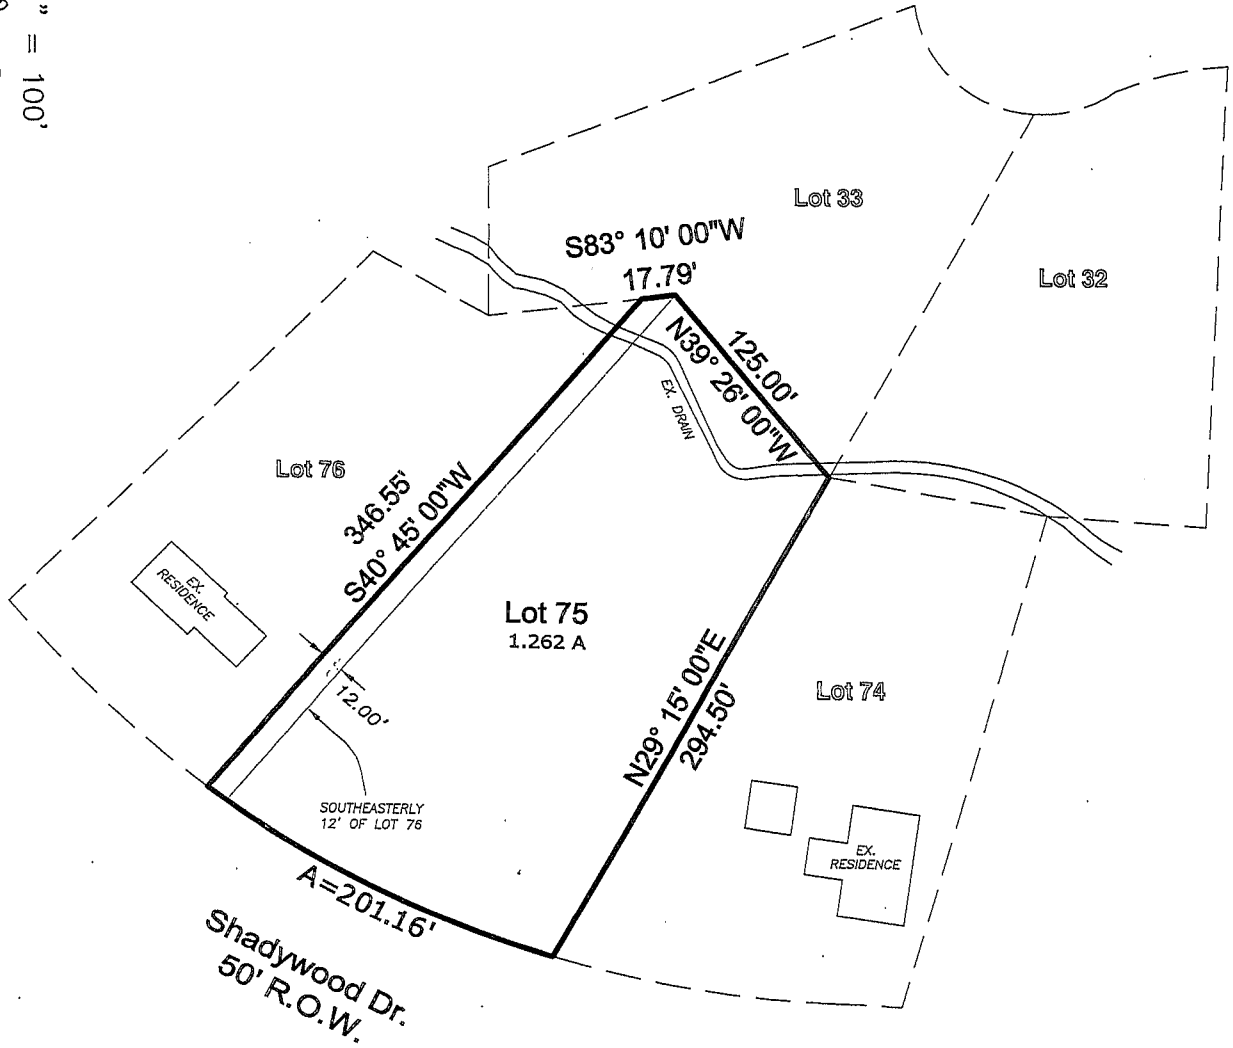 " = 100'
Lot 33
S83° 10' 00"W
17.79'
Lot 32
125.00'
N39° 26' 00"W
EX. DRAIN
Lot 76
346.55'
S40° 45' 00"W
EX.
RESIDENCE
Lot 75
1.262 A
N29° 15' 00"E
294.50'
Lot 74
12.00'
SOUTHEASTERLY
12' OF LOT 76
EX.
RESIDENCE
A=201.16'
Shadywood Dr.
50' R.O.W.